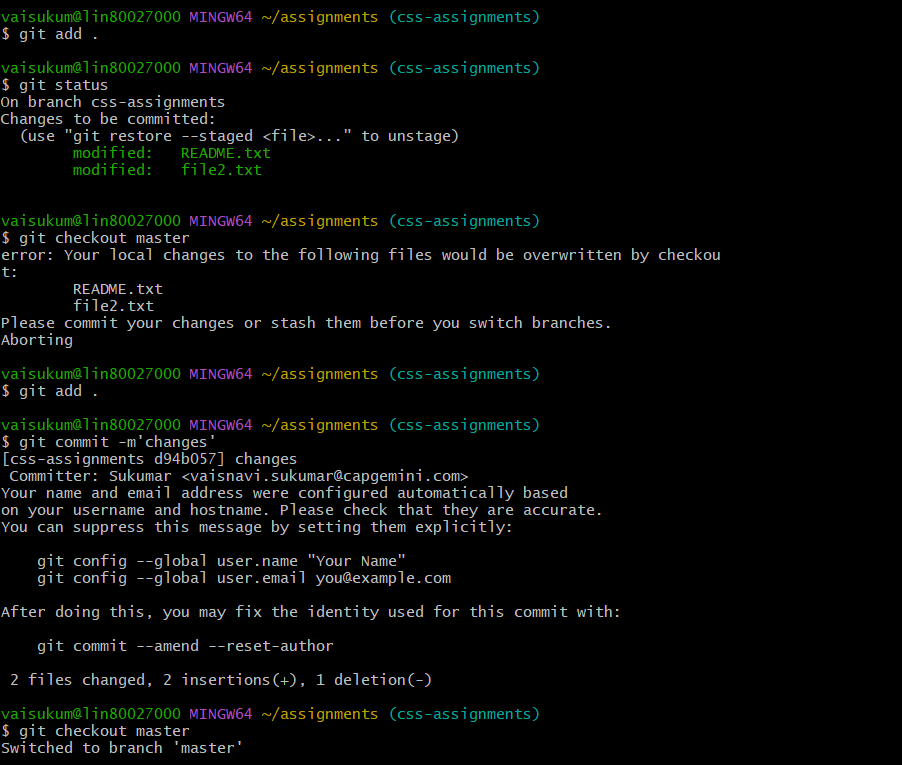 vaisukum@lin80027000 MINGW64 ~/assignments (css-assignments)
$ git add .
vaisukum@lin80027000 MINGW64 ~/assignments (css-assignments)
$ git status
On branch css-assignments
Changes to be committed:
  (use "git restore --staged <file>..." to unstage)
        modified:   README.txt
        modified:   file2.txt
vaisukum@lin80027000 MINGW64 ~/assignments (css-assignments)
$ git checkout master
error: Your local changes to the following files would be overwritten by checkou
t:
        README.txt
        file2.txt
Please commit your changes or stash them before you switch branches.
Aborting
vaisukum@lin80027000 MINGW64 ~/assignments (css-assignments)
$ git add .
vaisukum@lin80027000 MINGW64 ~/assignments (css-assignments)
$ git commit -m'changes'
[css-assignments d94b057] changes
 Committer: Sukumar <vaisnavi.sukumar@capgemini.com>
Your name and email address were configured automatically based
on your username and hostname. Please check that they are accurate.
You can suppress this message by setting them explicitly:
    git config --global user.name "Your Name"
    git config --global user.email you@example.com
After doing this, you may fix the identity used for this commit with:
    git commit --amend --reset-author
 2 files changed, 2 insertions(+), 1 deletion(-)
vaisukum@lin80027000 MINGW64 ~/assignments (css-assignments)
$ git checkout master
Switched to branch 'master'